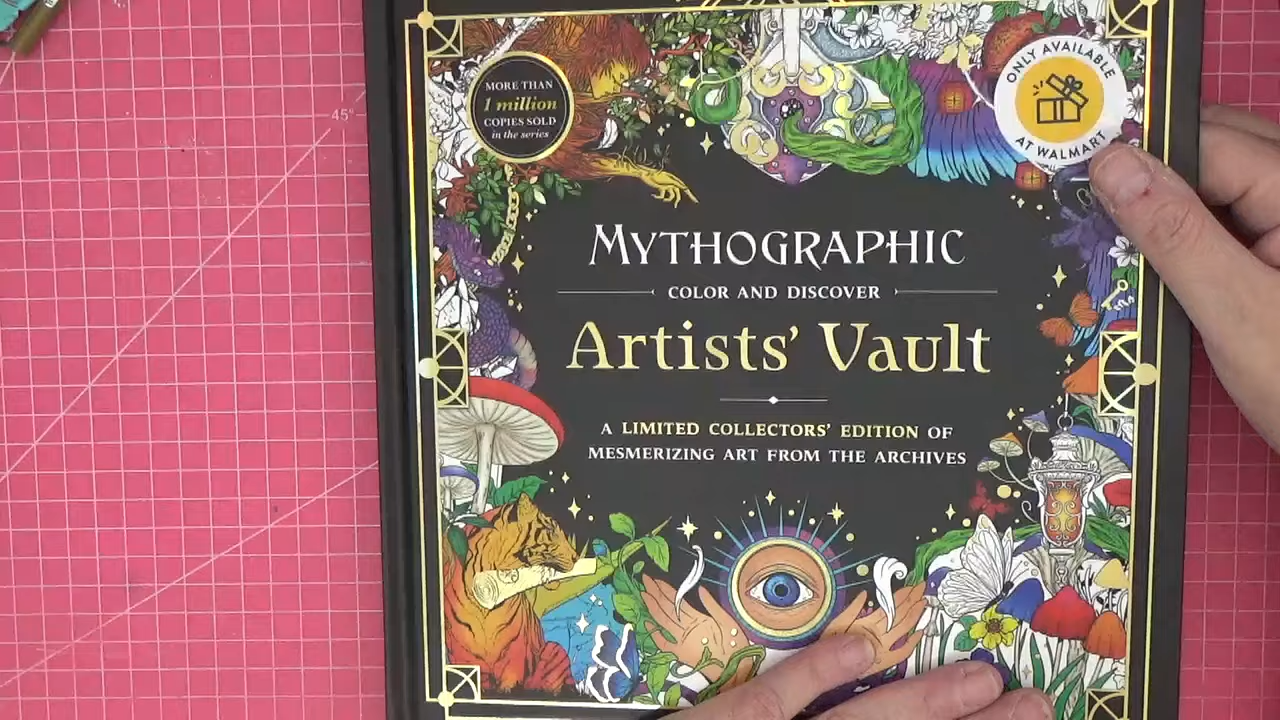 ONLY AVAILABLE
AT WALMART
MORE THAN
1 million
COPIES SOLD
in the series
45°
MYTHOGRAPHIC
COLOR AND DISCOVER
Artists' Vault
A LIMITED COLLECTORS' EDITION OF
MESMERIZING ART FROM THE ARCHIVES